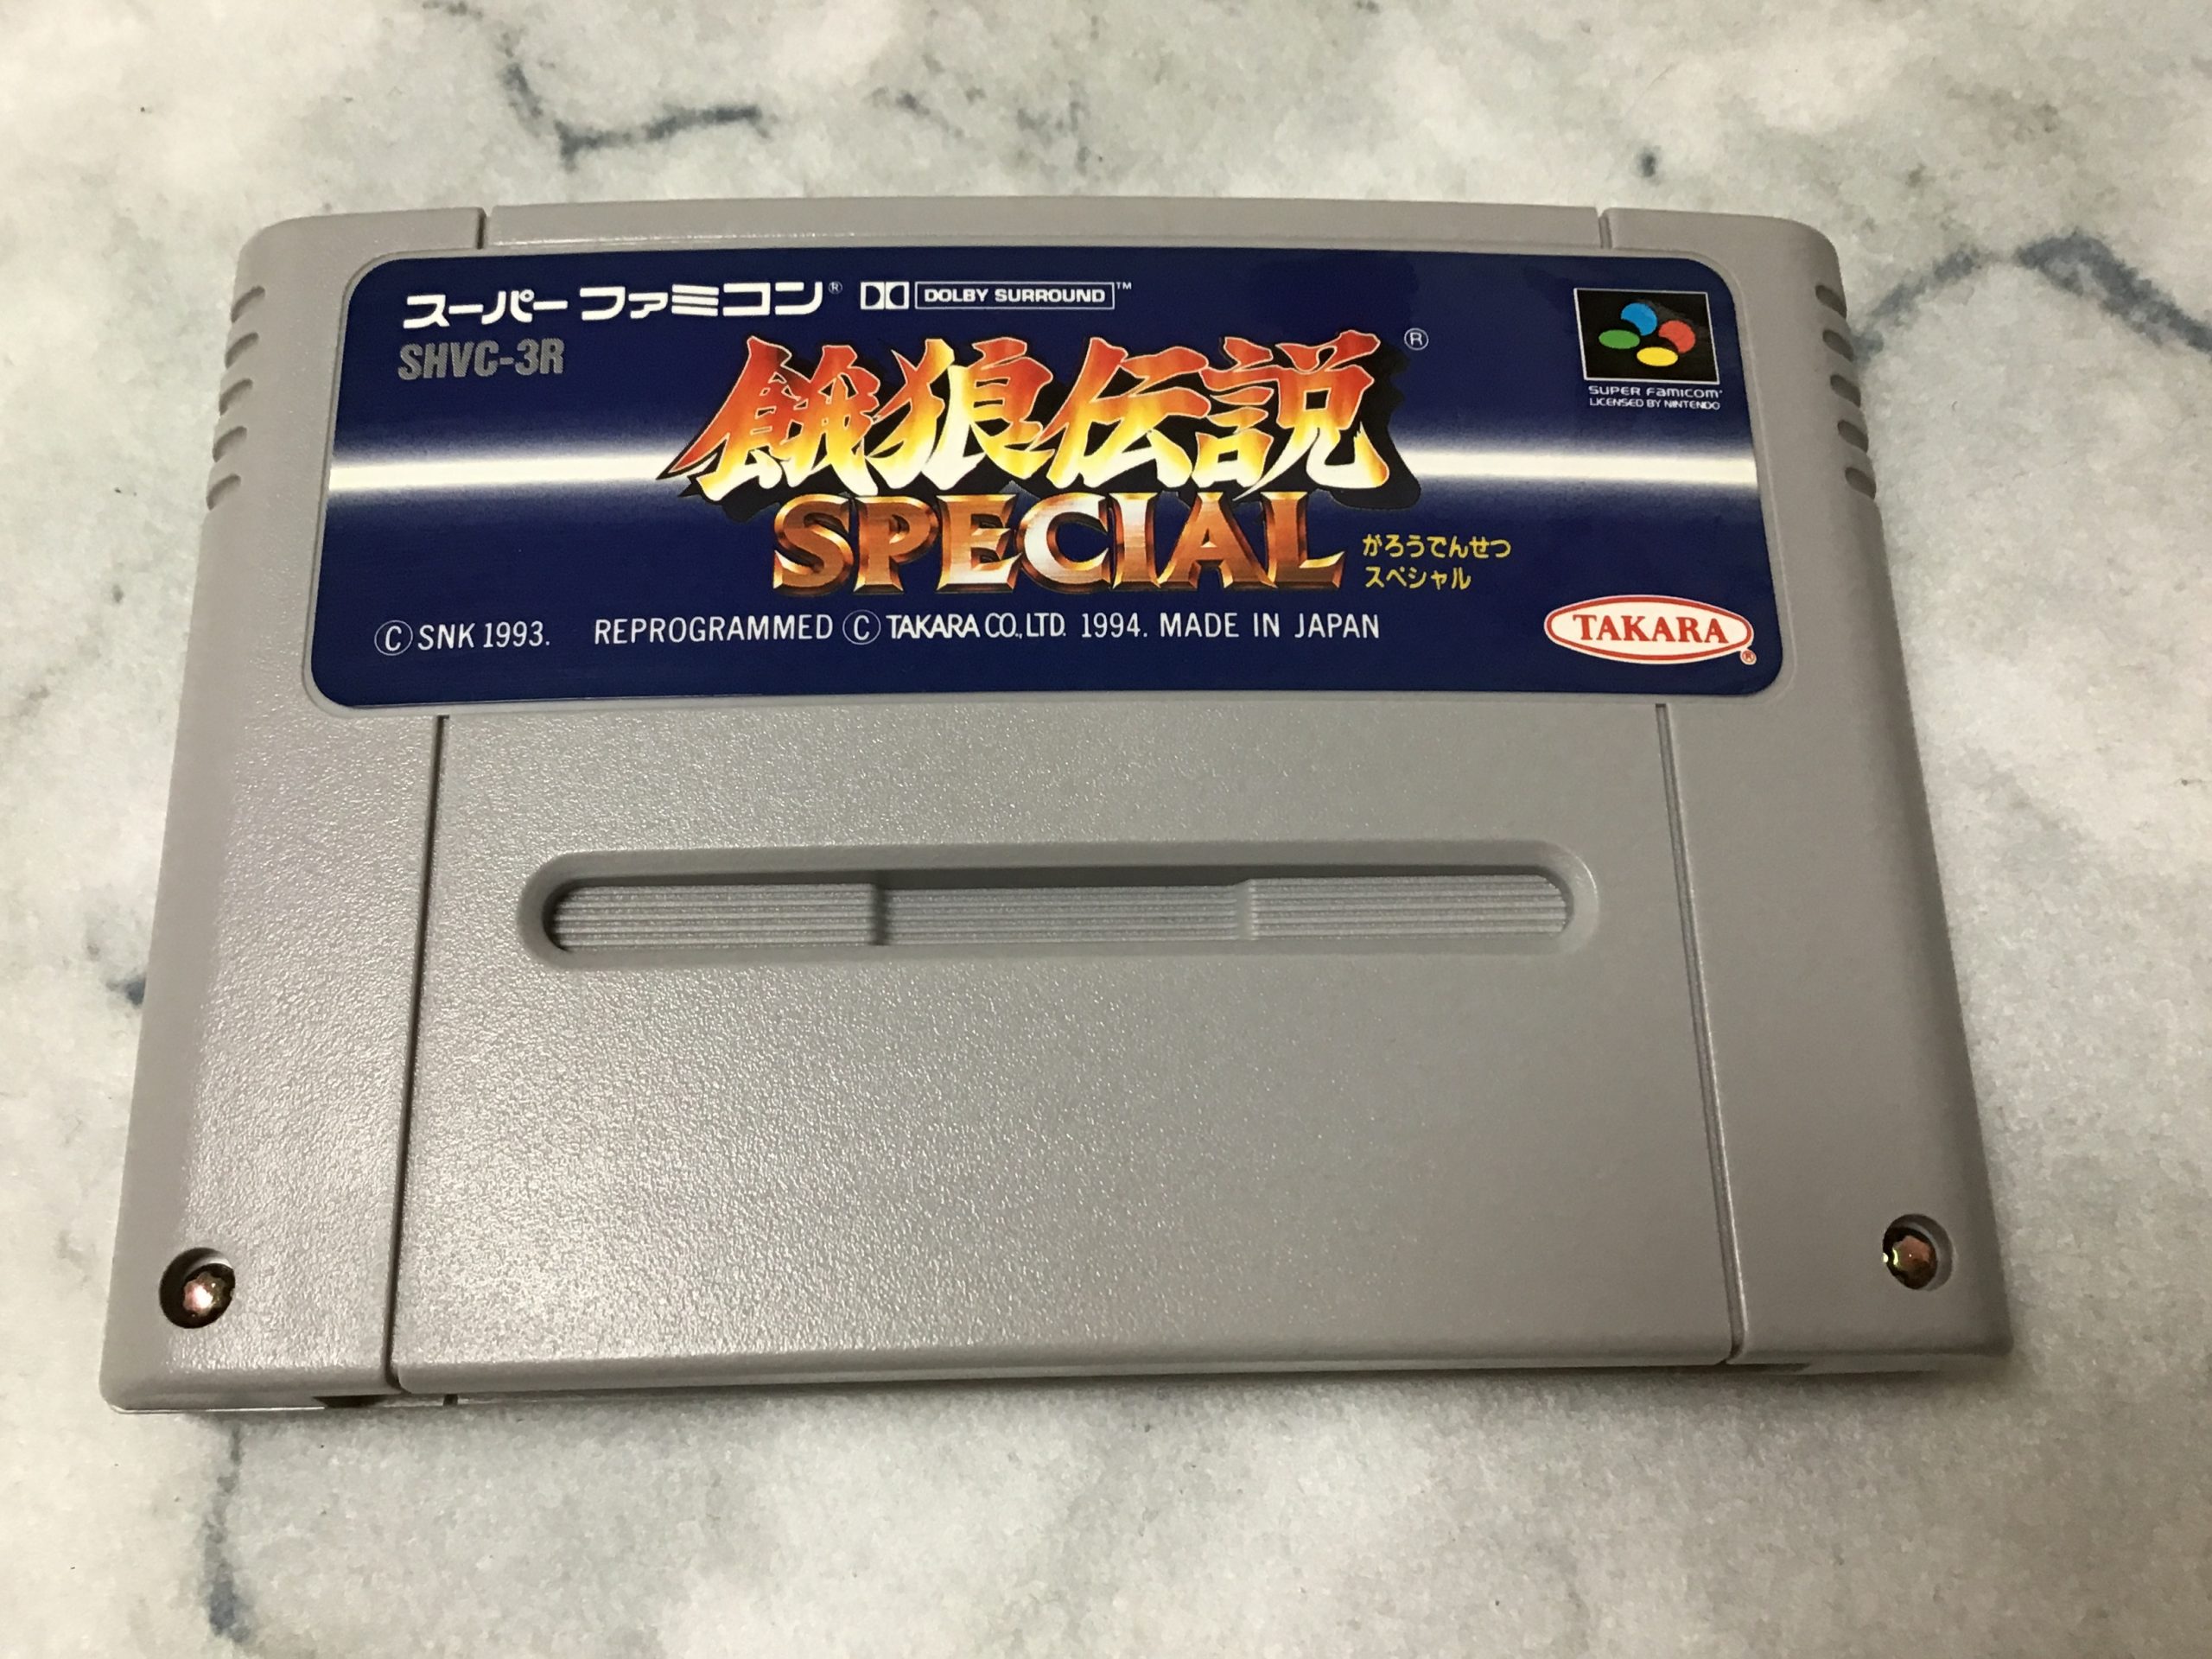 スーパーファミコン® DOLBY SURROUND™
SHVC-3R
餓狼伝説®
SPECIAL
がろうでんせつ
スペシャル
SUPER FAMICOM®
LICENSED BY NINTENDO
© SNK 1993. REPROGRAMMED © TAKARA CO., LTD. 1994. MADE IN JAPAN
TAKARA®